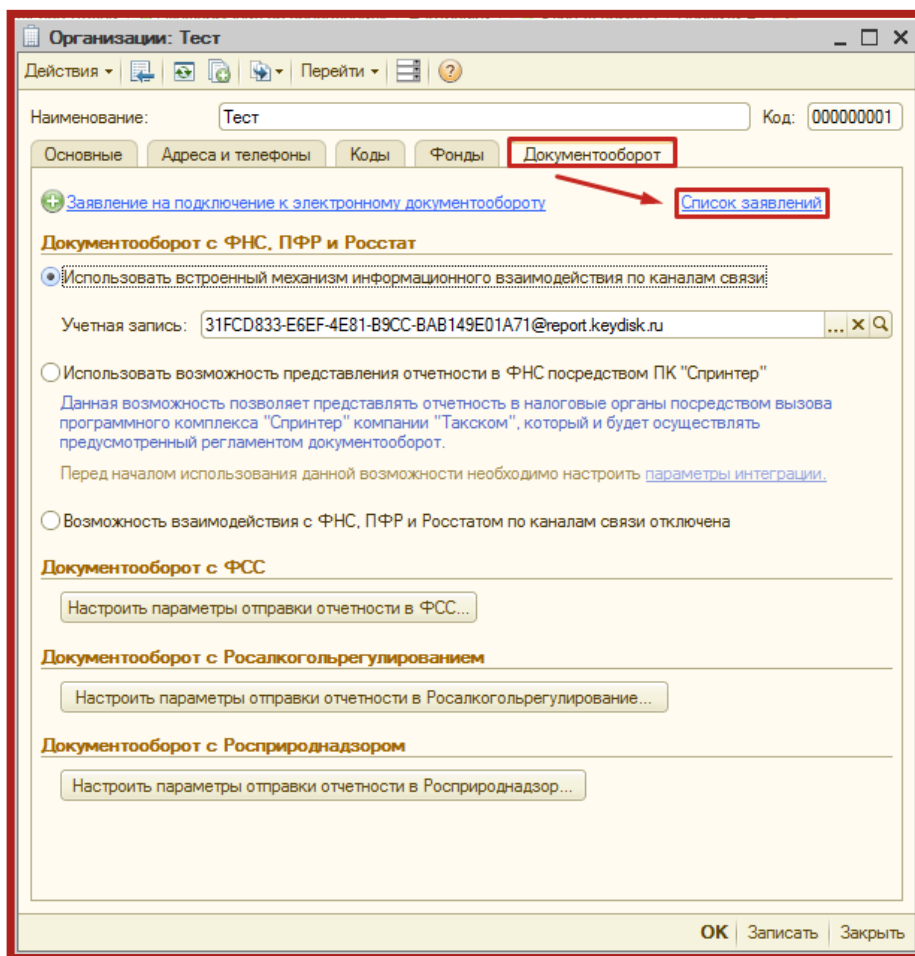 Организации: Тест
Действия Перейти
Наименование: Тест Код: 000000001
Основные Адреса и телефоны Коды Фонды Документооборот
Заявление на подключение к электронному документообороту Список заявлений
Документооборот с ФНС, ПФР и Росстат
Использовать встроенный механизм информационного взаимодействия по каналам связи
Учетная запись: 31FCD833-E6EF-4E81-B9CC-BAB149E01A71@report.keydisk.ru ...
Использовать возможность представления отчетности в ФНС посредством ПК "Спринтер"
Данная возможность позволяет представлять отчетность в налоговые органы посредством вызова
программного комплекса "Спринтер" компании "Такском", который и будет осуществлять
предусмотренный регламентом документооборот.
Перед началом использования данной возможности необходимо настроить параметры интеграции.
Возможность взаимодействия с ФНС, ПФР и Росстатом по каналам связи отключена
Документооборот с ФСС
Настроить параметры отправки отчетности в ФСС...
Документооборот с Росалкогольрегулированием
Настроить параметры отправки отчетности в Росалкогольрегулирование...
Документооборот с Росприроднадзором
Настроить параметры отправки отчетности в Росприроднадзор...
OK Записать Закрыть